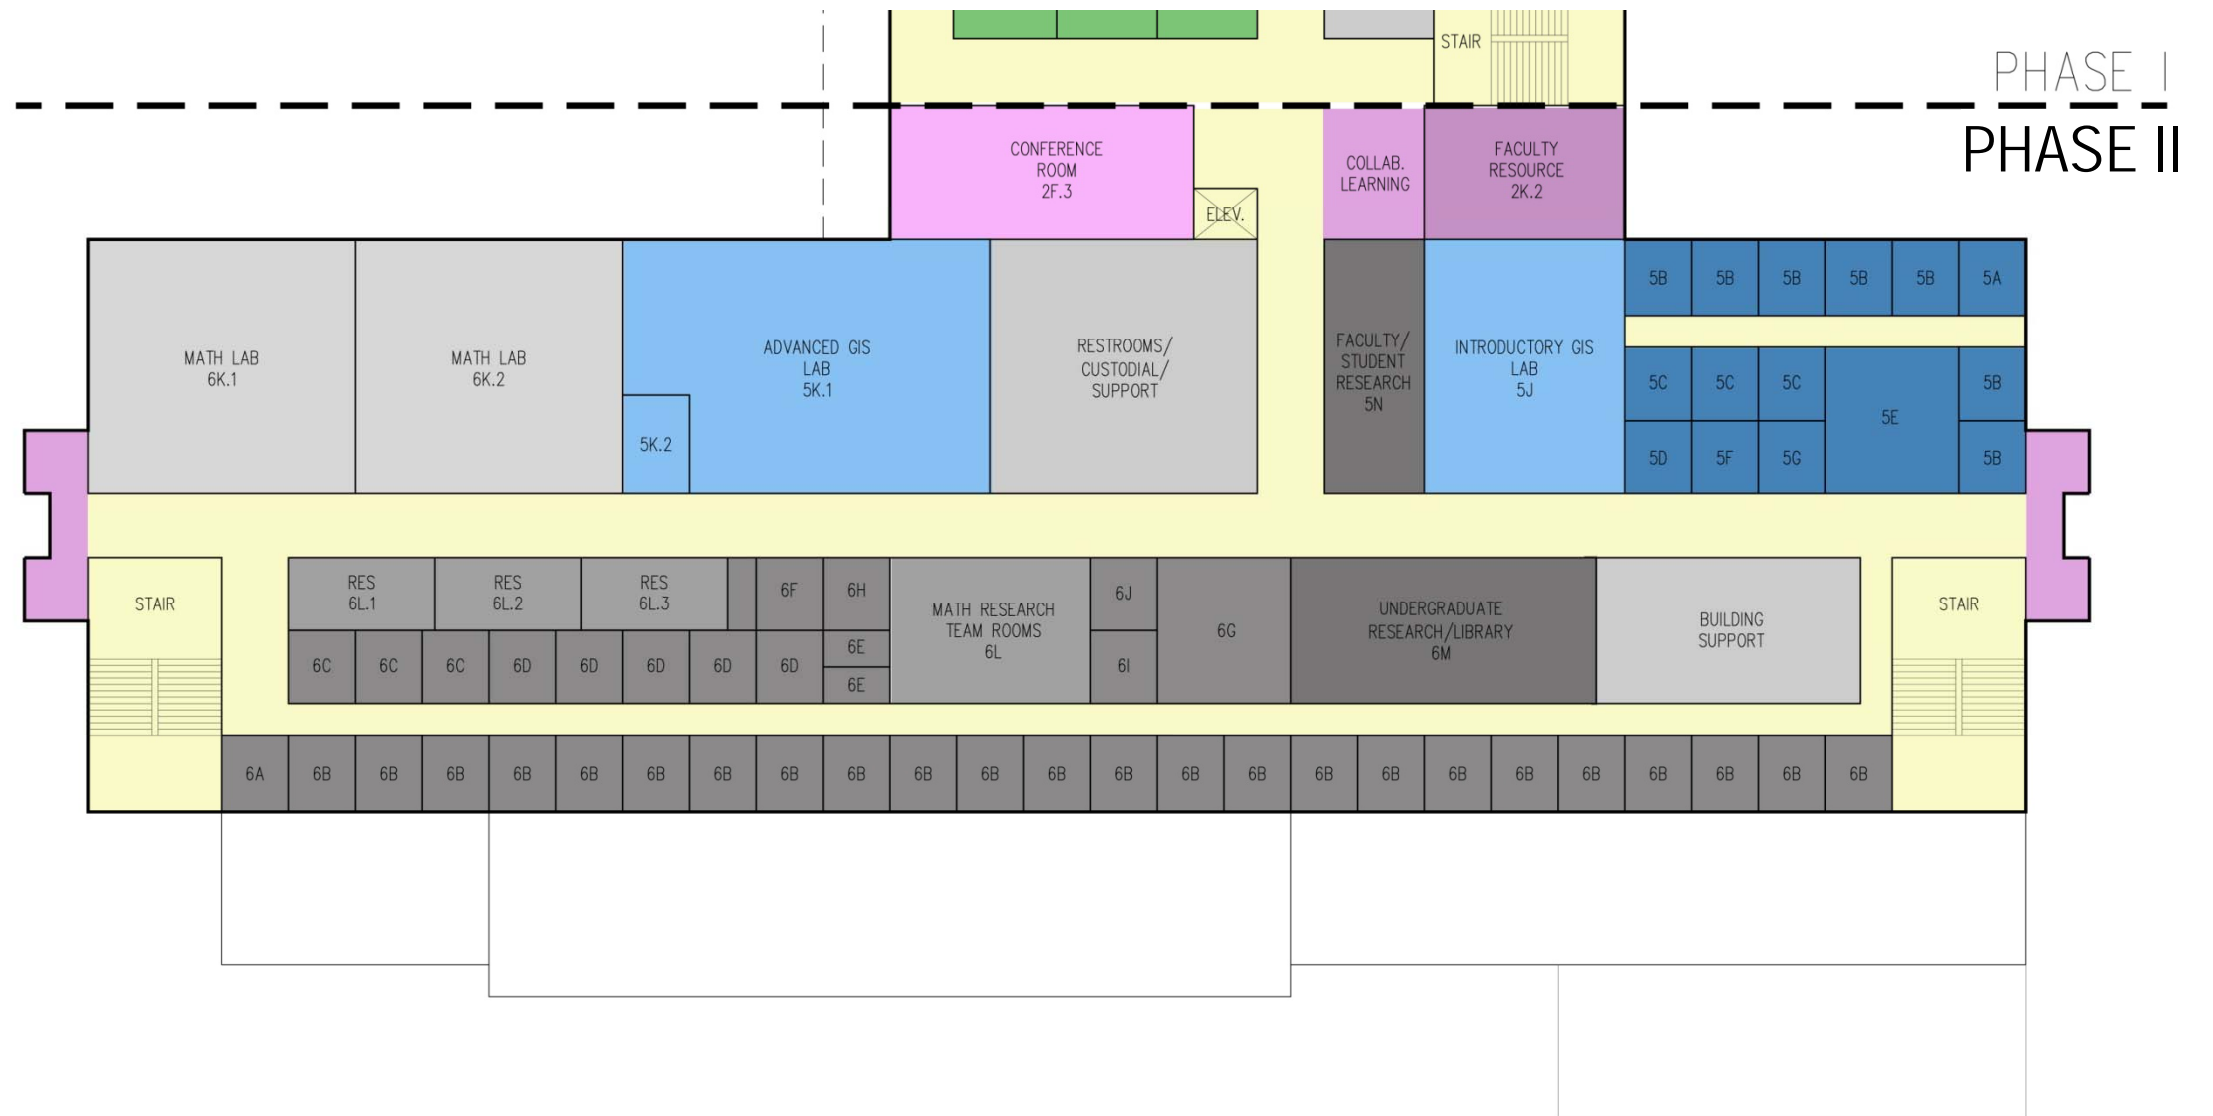 STAIR
PHASE I
PHASE II
CONFERENCE
ROOM
2F.3
ELEV.
COLLAB.
LEARNING
FACULTY
RESOURCE
2K.2
MATH LAB
6K.1
MATH LAB
6K.2
ADVANCED GIS
LAB
5K.1
5K.2
RESTROOMS/
CUSTODIAL/
SUPPORT
FACULTY/
STUDENT
RESEARCH
5N
INTRODUCTORY GIS
LAB
5J
5B 5B 5B 5B 5B 5A
5C 5C 5C 5E 5B
5D 5F 5G 5B
STAIR
RES
6L.1
RES
6L.2
RES
6L.3
6F 6H
6C 6C 6C 6D 6D 6D 6D 6D
6E
6E
MATH RESEARCH
TEAM ROOMS
6L
6J
6I
6G
UNDERGRADUATE
RESEARCH/LIBRARY
6M
BUILDING
SUPPORT
STAIR
6A 6B 6B 6B 6B 6B 6B 6B 6B 6B 6B 6B 6B 6B 6B 6B 6B 6B 6B 6B 6B 6B 6B 6B 6B